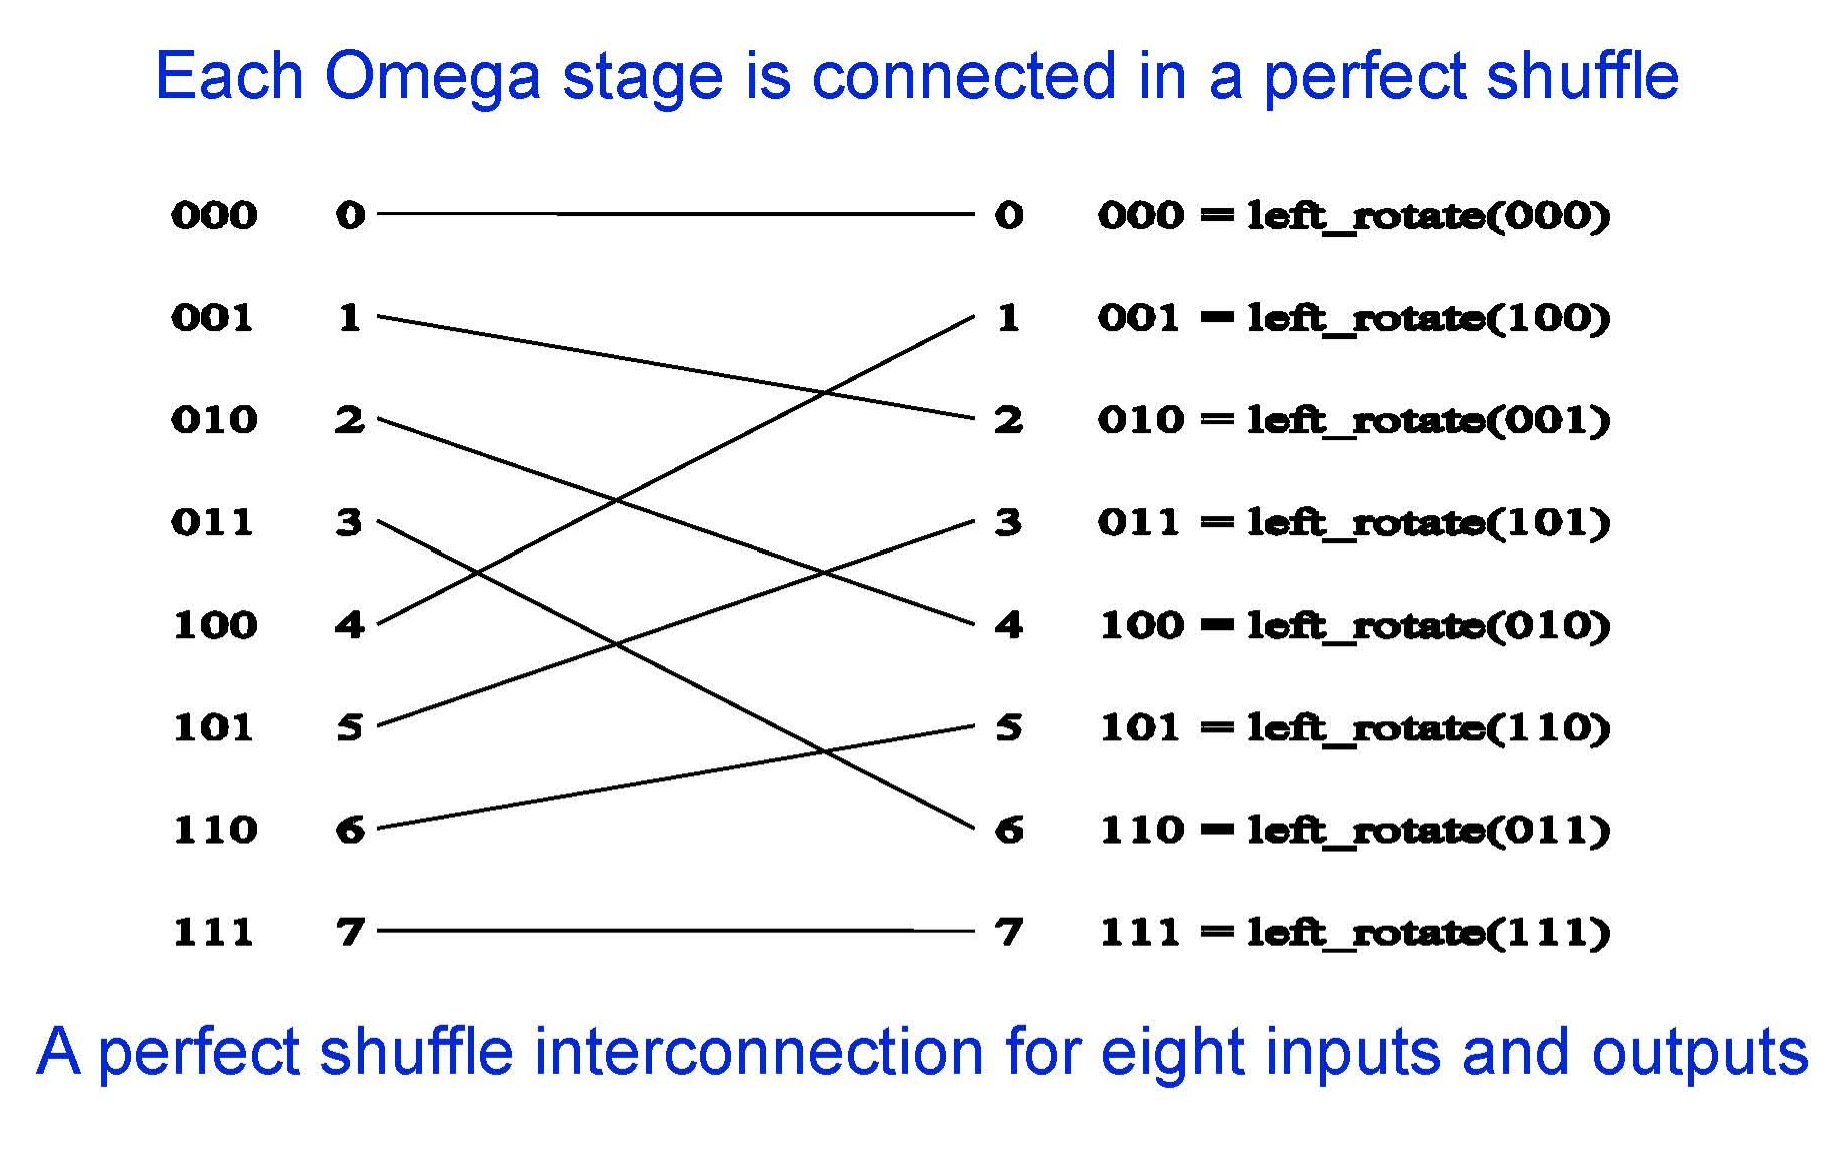 Each Omega stage is connected in a perfect shuffle
000 0 0 000 = left_rotate(000)
001 1 1 001 = left_rotate(100)
010 2 2 010 = left_rotate(001)
011 3 3 011 = left_rotate(101)
100 4 4 100 = left_rotate(010)
101 5 5 101 = left_rotate(110)
110 6 6 110 = left_rotate(011)
111 7 7 111 = left_rotate(111)
A perfect shuffle interconnection for eight inputs and outputs